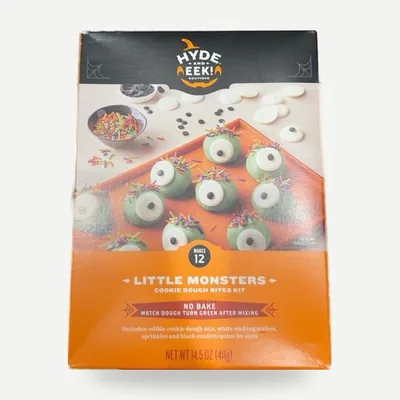 HYDE
AND
EEK!
BOUTIQUE
MAKES
12
LITTLE MONSTERS
COOKIE DOUGH BITES KIT
NO BAKE
WATCH DOUGH TURN GREEN AFTER MIXING
Includes edible cookie dough mix, white melting wafers,
sprinkles and black confetti quins for eyes
NET WT 14.5 OZ (411g)